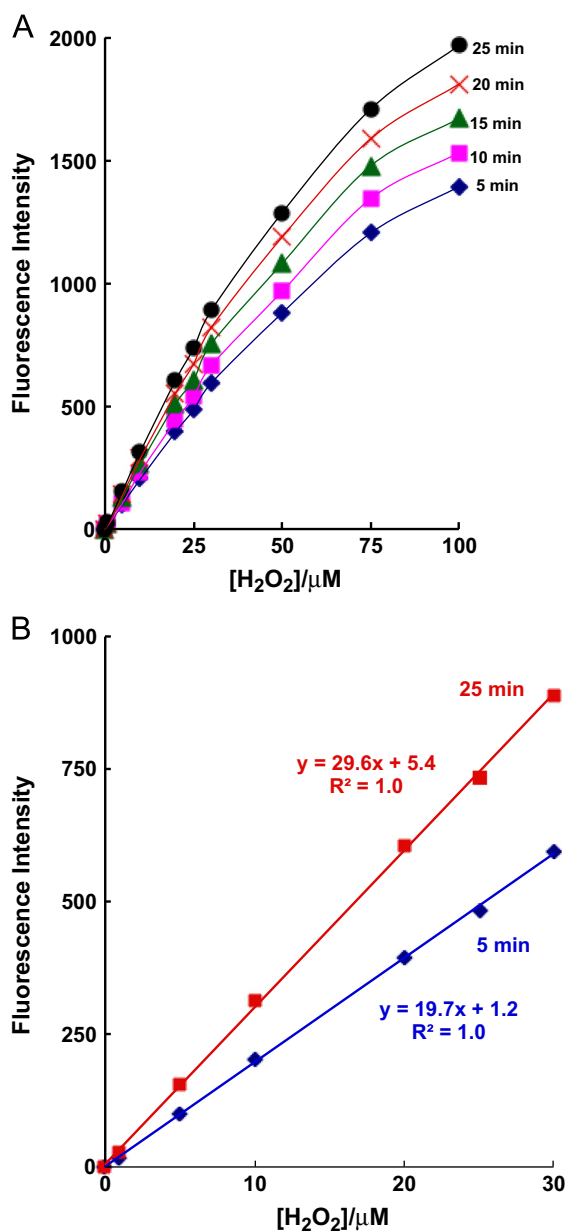 A
2000
1500
1000
500
0
Fluorescence Intensity
25 min
20 min
15 min
10 min
5 min
0 25 50 75 100
[H₂O₂]/μM
B
1000
750
500
250
0
Fluorescence Intensity
25 min
y = 29.6x + 5.4
R² = 1.0
5 min
y = 19.7x + 1.2
R² = 1.0
0 10 20 30
[H₂O₂]/μM